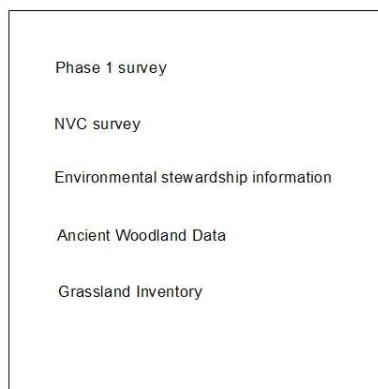 Phase 1 survey
NVC survey
Environmental stewardship information
Ancient Woodland Data
Grassland Inventory